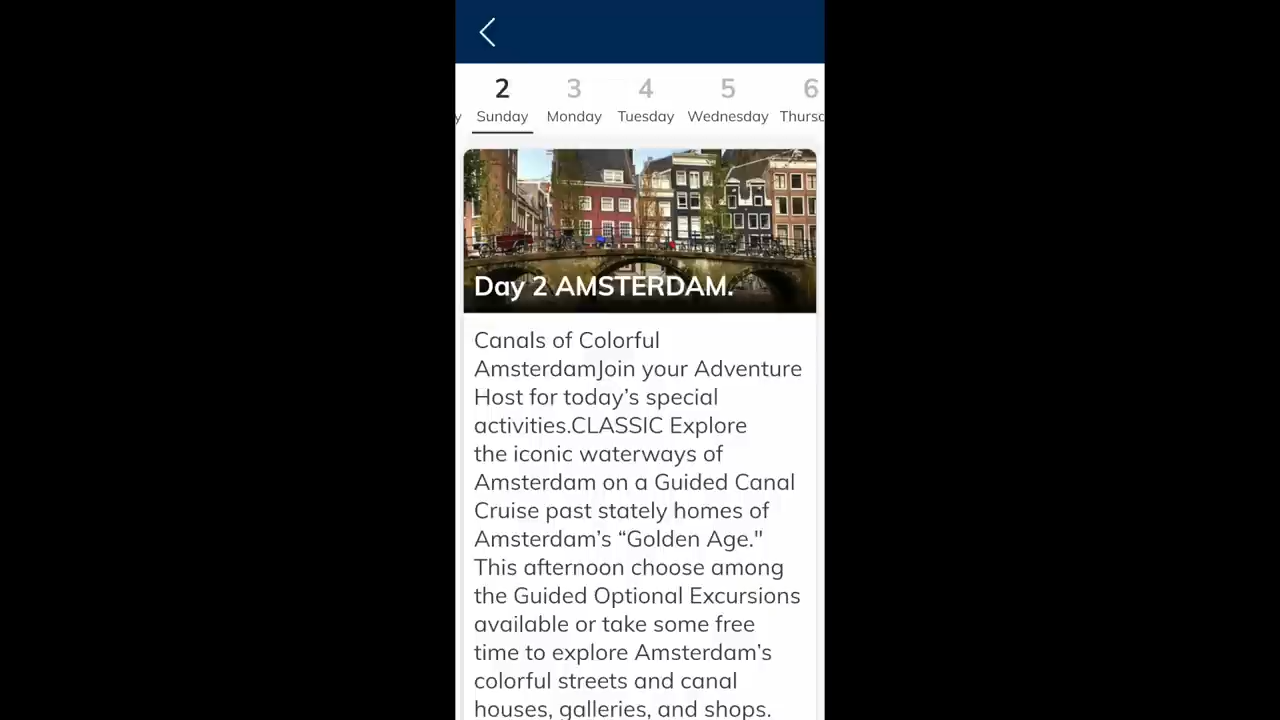 2 3 4 5 6
Sunday Monday Tuesday Wednesday
Day 2 AMSTERDAM.
Canals of Colorful
AmsterdamJoin your Adventure
Host for today’s special
activities.CLASSIC Explore
the iconic waterways of
Amsterdam on a Guided Canal
Cruise past stately homes of
Amsterdam’s “Golden Age."
This afternoon choose among
the Guided Optional Excursions
available or take some free
time to explore Amsterdam’s
colorful streets and canal
houses, galleries, and shops.